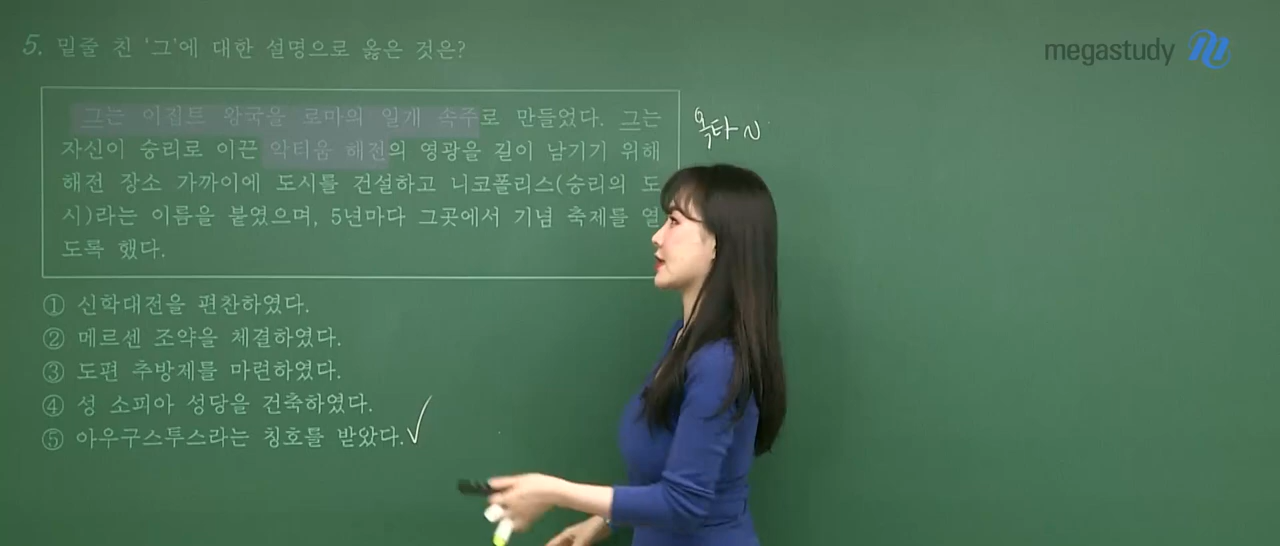 5. 밑줄 친 '그'에 대한 설명으로 옳은 것은?
megastudy
그는 이집트 왕국을 로마의 일개 속주로 만들었다. 그는
자신이 승리로 이끈 악티움 해전의 영광을 길이 남기기 위해
해전 장소 가까이에 도시를 건설하고 니코폴리스(승리의 도
시)라는 이름을 붙였으며, 5년마다 그곳에서 기념 축제를 열
도록 했다.
옥타~
① 신학대전을 편찬하였다.
② 메르센 조약을 체결하였다.
③ 도편 추방제를 마련하였다.
④ 성 소피아 성당을 건축하였다.
⑤ 아우구스투스라는 칭호를 받았다.